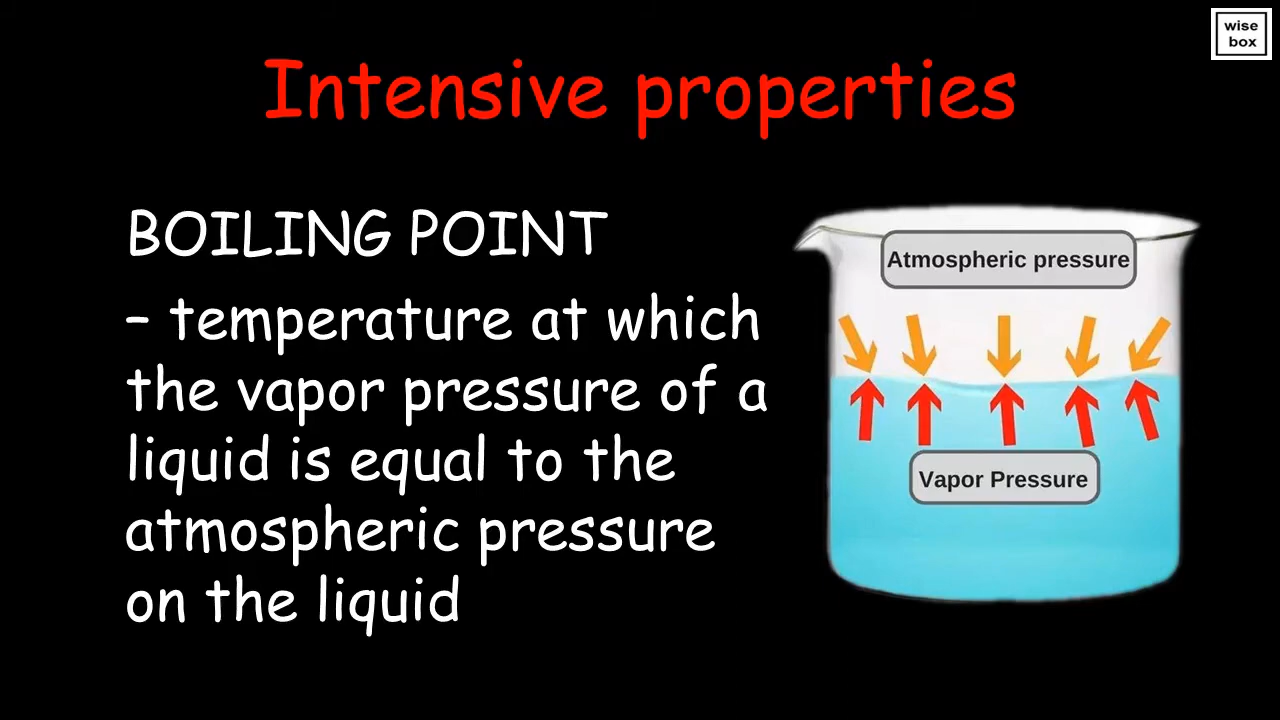 wise
box
Intensive properties
BOILING POINT
– temperature at which
the vapor pressure of a
liquid is equal to the
atmospheric pressure
on the liquid
Atmospheric pressure
Vapor Pressure